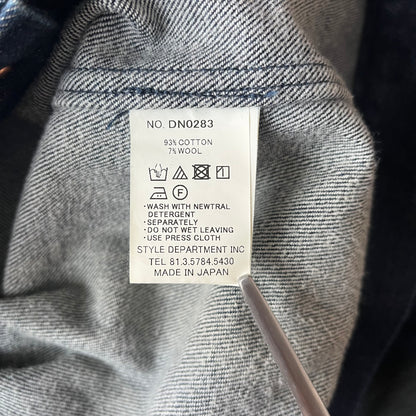 NO. DN0283
93% COTTON
7% WOOL
F
・WASH WITH NEWTRAL
DETERGENT
・SEPARATELY
・DO NOT WET LEAVING
・USE PRESS CLOTH
STYLE DEPARTMENT INC
TEL 81.3.5784.5430
MADE IN JAPAN